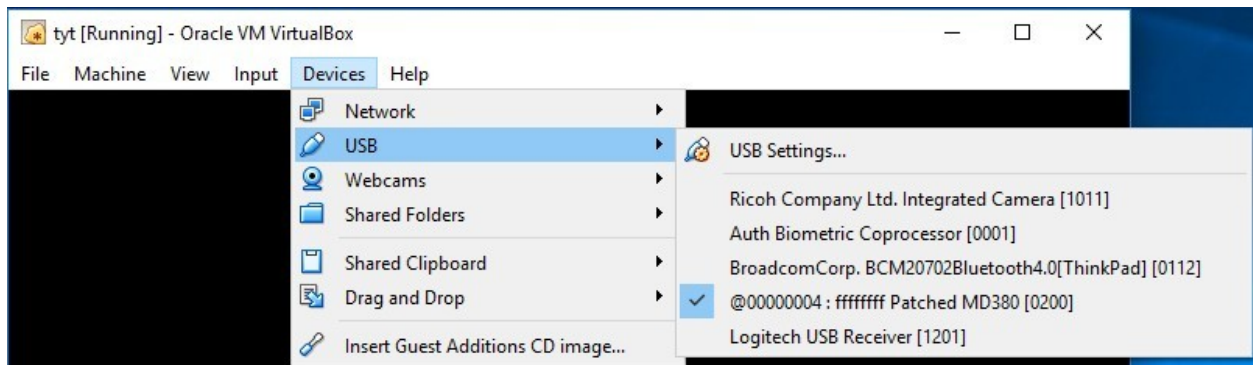 tyt [Running] - Oracle VM VirtualBox
File Machine View Input Devices Help
Network
USB
Webcams
Shared Folders
Shared Clipboard
Drag and Drop
Insert Guest Additions CD image...
USB Settings...
Ricoh Company Ltd. Integrated Camera [1011]
Auth Biometric Coprocessor [0001]
BroadcomCorp. BCM20702Bluetooth4.0[ThinkPad] [0112]
@00000004 : ffffffff Patched MD380 [0200]
Logitech USB Receiver [1201]